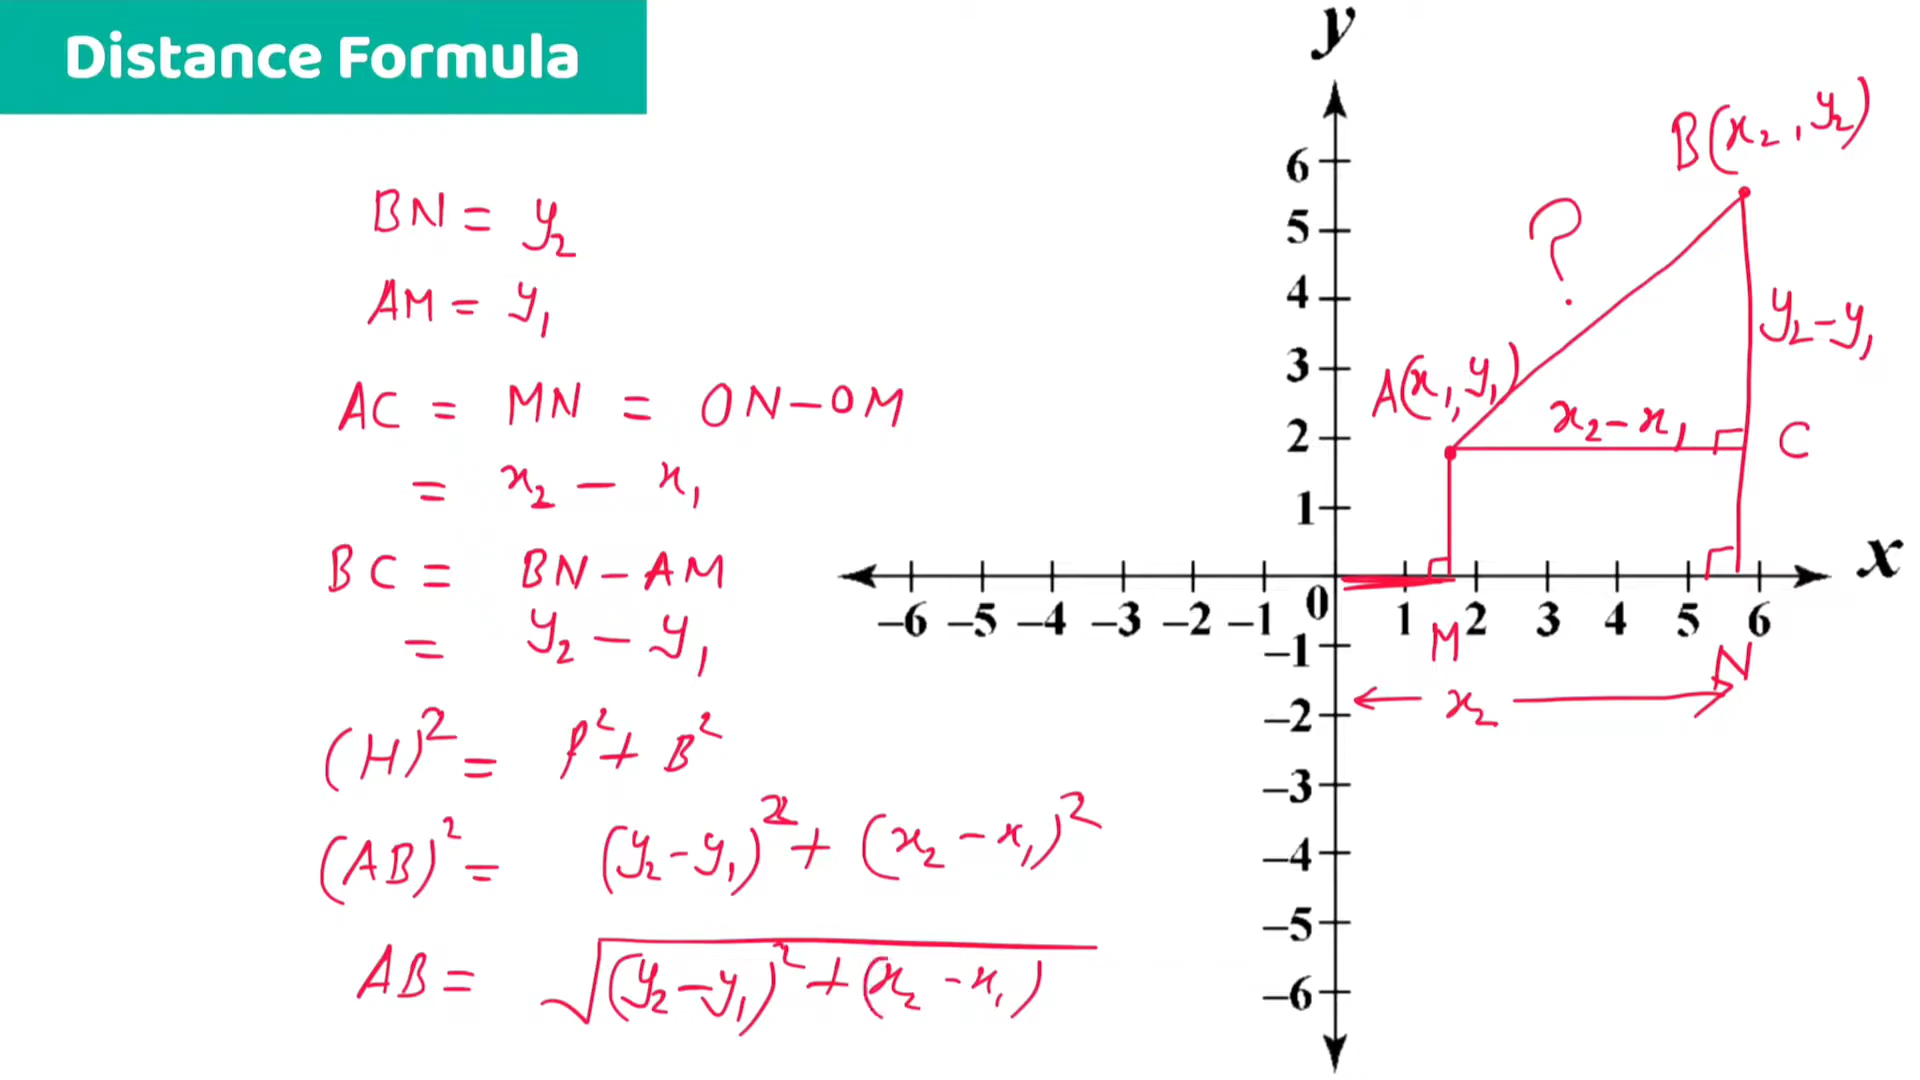 Distance Formula
BN = y₂
AM = y₁
AC = MN = ON – OM
= x₂ – x₁
BC = BN – AM
= y₂ – y₁
(H)² = P² + B²
(AB)² = (y₂ – y₁)² + (x₂ – x₁)²
AB = √(y₂ – y₁)² + (x₂ – x₁)
y
B(x₂, y₂)
6
5
?
4
y₂ – y₁
3
A(x₁, y₁)
x₂ – x₁
2
C
1
x
–6 –5 –4 –3 –2 –1 0 1 2 3 4 5 6
M
N
–1
x₂
–2
–3
–4
–5
–6